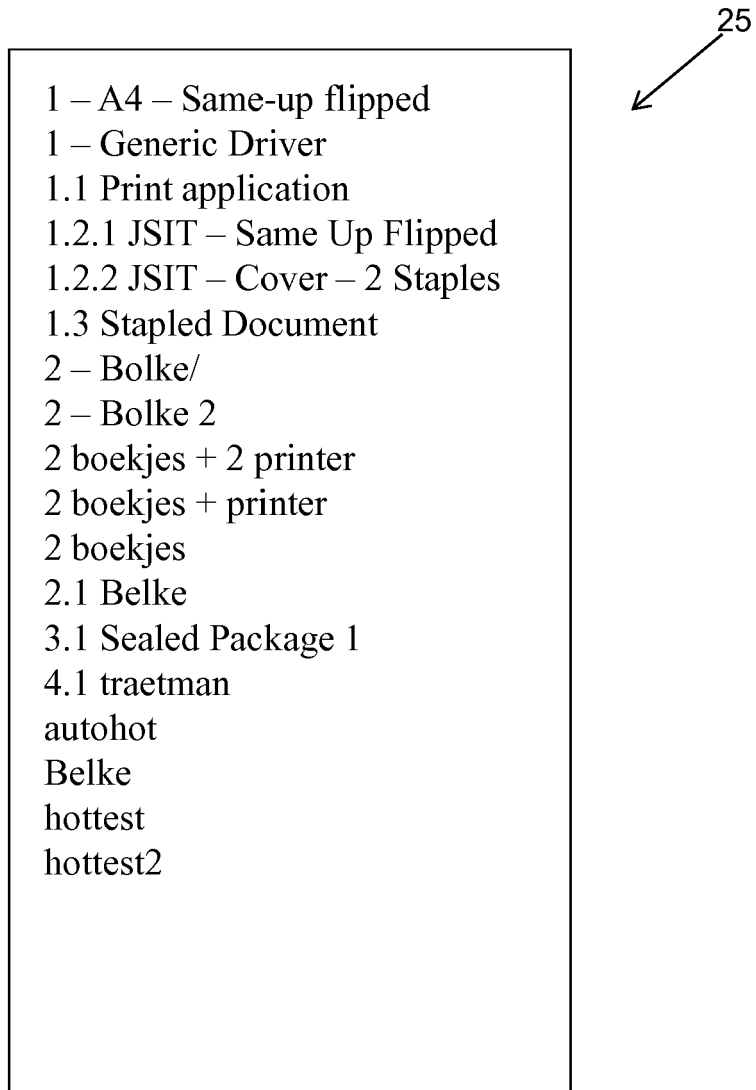 25
1 – A4 – Same-up flipped
1 – Generic Driver
1.1 Print application
1.2.1 JSIT – Same Up Flipped
1.2.2 JSIT – Cover – 2 Staples
1.3 Stapled Document
2 – Bolke/
2 – Bolke 2
2 boekjes + 2 printer
2 boekjes + printer
2 boekjes
2.1 Belke
3.1 Sealed Package 1
4.1 traetman
autohot
Belke
hottest
hottest2